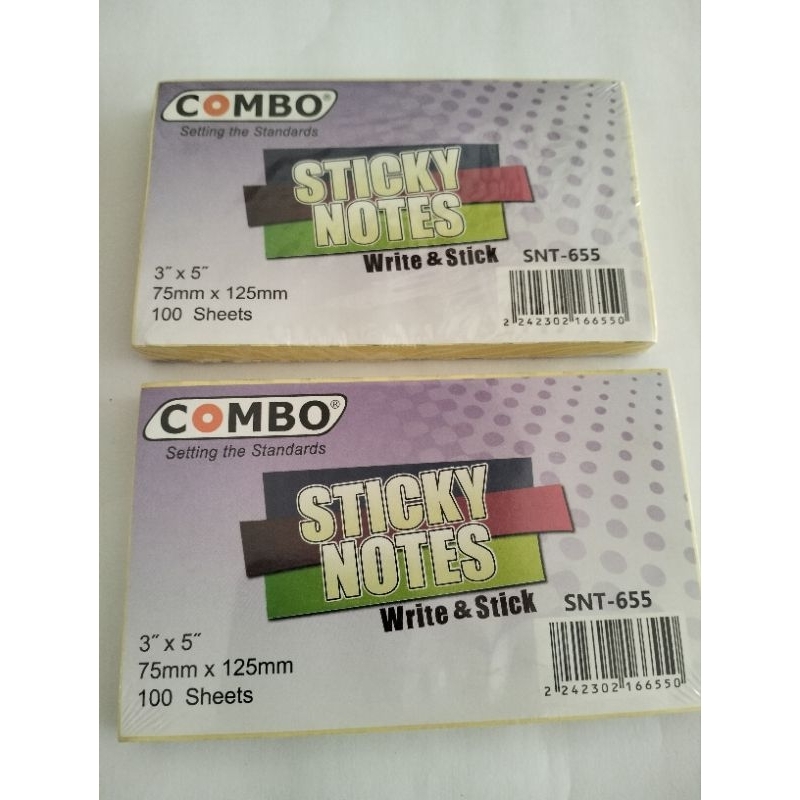 COMBO®
Setting the Standards
STICKY
NOTES
Write & Stick SNT-655
3" x 5"
75mm x 125mm
100 Sheets
2 242302 166550
COMBO®
Setting the Standards
STICKY
NOTES
Write & Stick SNT-655
3" x 5"
75mm x 125mm
100 Sheets
2 242302 166550